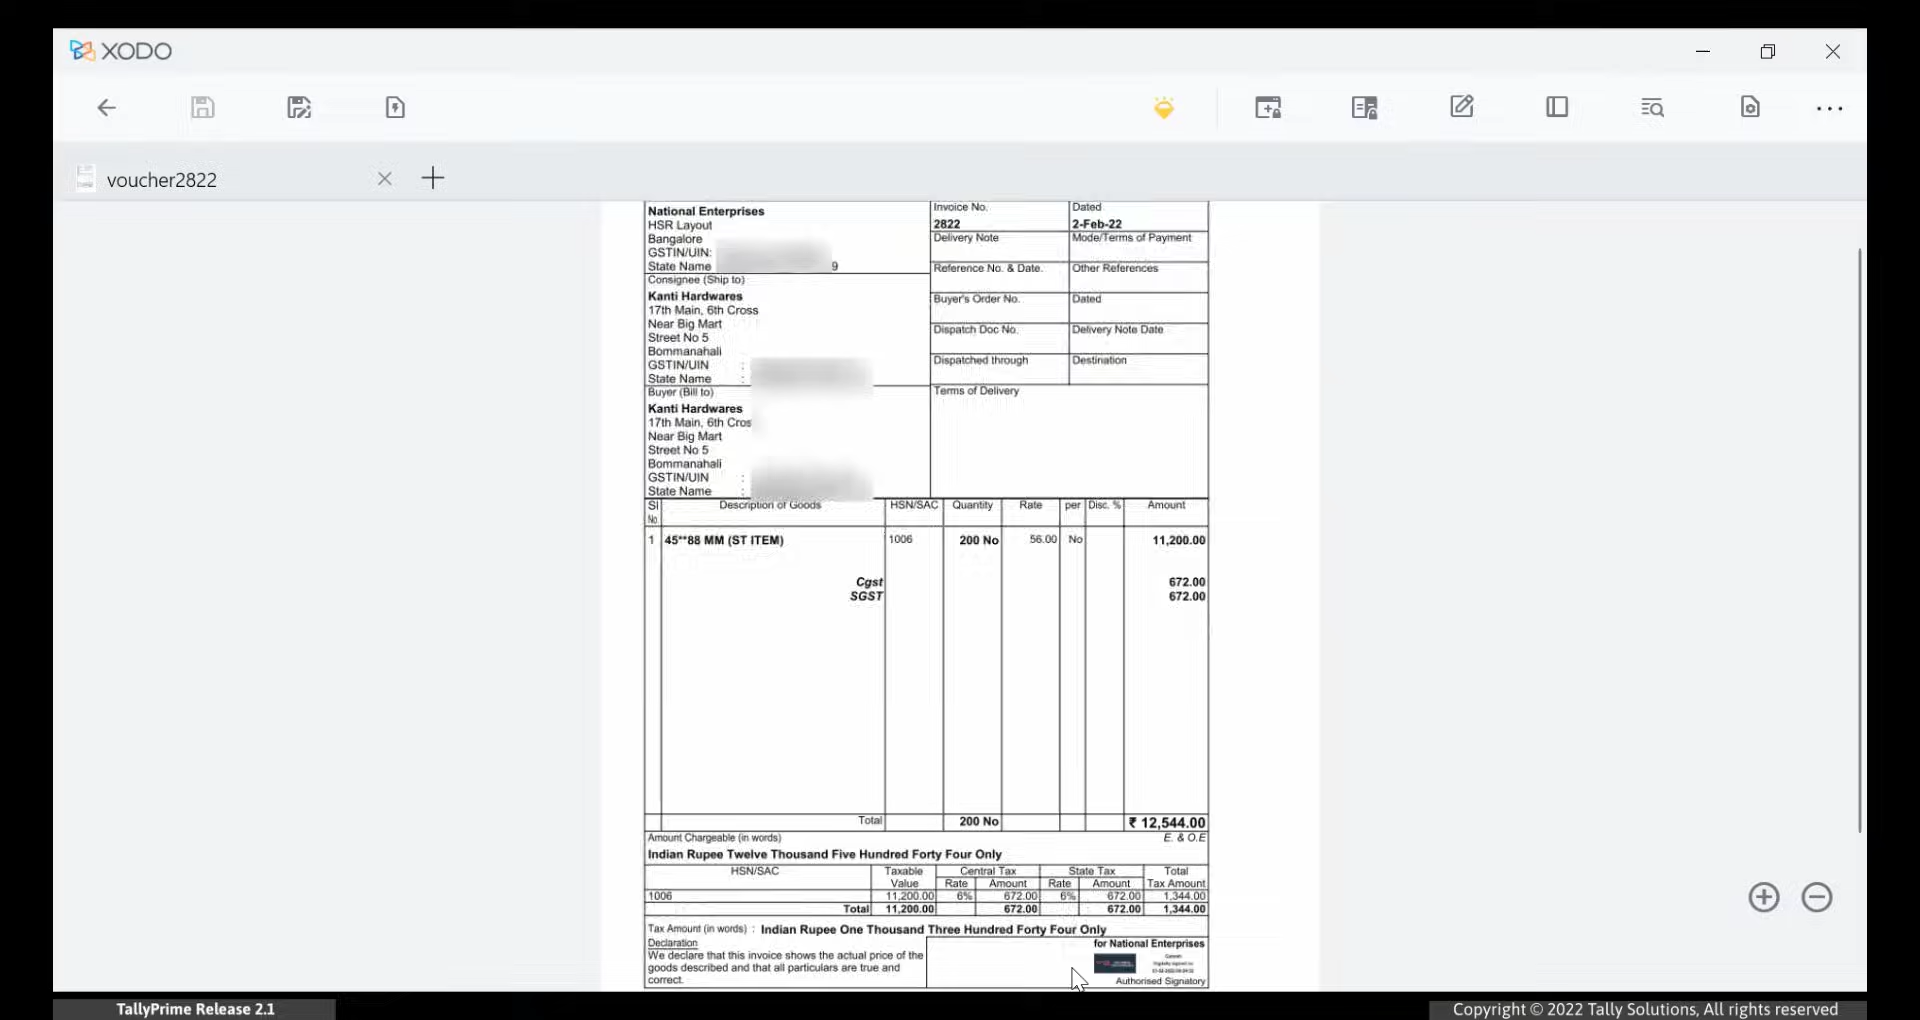 XODO
voucher2822
National Enterprises
HSR Layout
Bangalore
GSTIN/UIN:
State Name 9
Invoice No.
2822
Dated
2-Feb-22
Delivery Note
Mode/Terms of Payment
Reference No. & Date.
Other References
Buyer's Order No.
Dated
Dispatch Doc No.
Delivery Note Date
Dispatched through
Destination
Terms of Delivery
Consignee (Ship to)
Kanti Hardwares
17th Main, 6th Cross
Near Big Mart
Street No 5
Bommanahali
GSTIN/UIN :
State Name :
Buyer (Bill to)
Kanti Hardwares
17th Main, 6th Cros
Near Big Mart
Street No 5
Bommanahali
GSTIN/UIN :
State Name :
Sl No. Description of Goods HSN/SAC Quantity Rate per Disc. % Amount
1 45**88 MM (ST ITEM) 1006 200 No 56.00 No 11,200.00
Cgst 672.00
SGST 672.00
Total 200 No ₹ 12,544.00
Amount Chargeable (in words) E. & O.E
Indian Rupee Twelve Thousand Five Hundred Forty Four Only
HSN/SAC Taxable Value Central Tax State Tax Total Tax Amount
Rate Amount Rate Amount
1006 11,200.00 6% 672.00 6% 672.00 1,344.00
Total 11,200.00 672.00 672.00 1,344.00
Tax Amount (in words) : Indian Rupee One Thousand Three Hundred Forty Four Only
Declaration
We declare that this invoice shows the actual price of the
goods described and that all particulars are true and
correct.
for National Enterprises
Authorised Signatory
TallyPrime Release 2.1
Copyright © 2022 Tally Solutions, All rights reserved